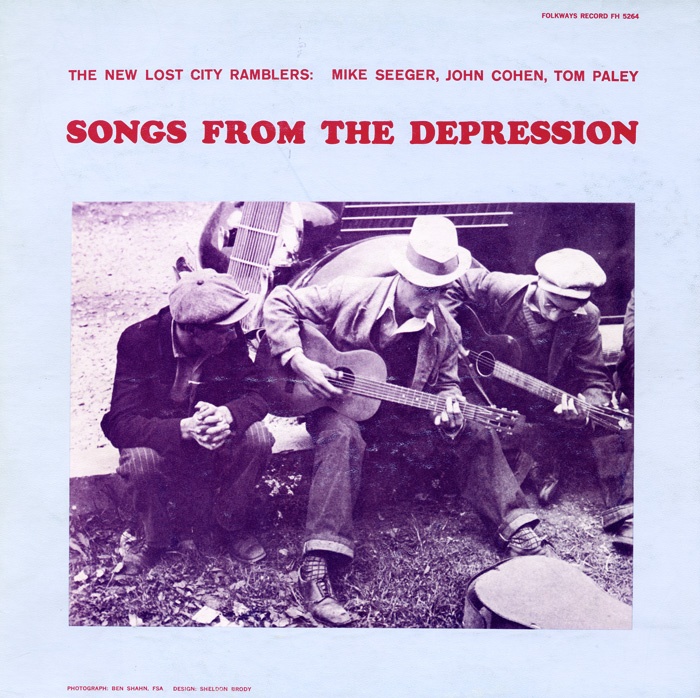 FOLKWAYS RECORD FH 5264
THE NEW LOST CITY RAMBLERS: MIKE SEEGER, JOHN COHEN, TOM PALEY
SONGS FROM THE DEPRESSION
PHOTOGRAPH: BEN SHAHN, FSA DESIGN: SHELDON BRODY